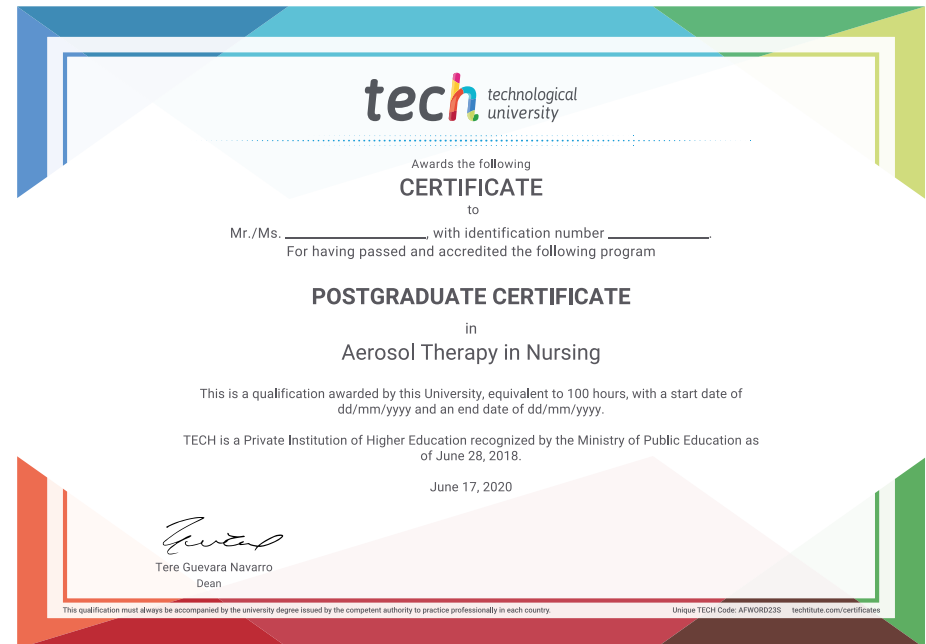 tech technological
university
Awards the following
CERTIFICATE
to
Mr./Ms. ____________________, with identification number ______________.
For having passed and accredited the following program
POSTGRADUATE CERTIFICATE
in
Aerosol Therapy in Nursing
This is a qualification awarded by this University, equivalent to 100 hours, with a start date of
dd/mm/yyyy and an end date of dd/mm/yyyy.
TECH is a Private Institution of Higher Education recognized by the Ministry of Public Education as
of June 28, 2018.
June 17, 2020
Tere Guevara Navarro
Dean
This qualification must always be accompanied by the university degree issued by the competent authority to practice professionally in each country.
Unique TECH Code: AFWORD23S techtitute.com/certificates